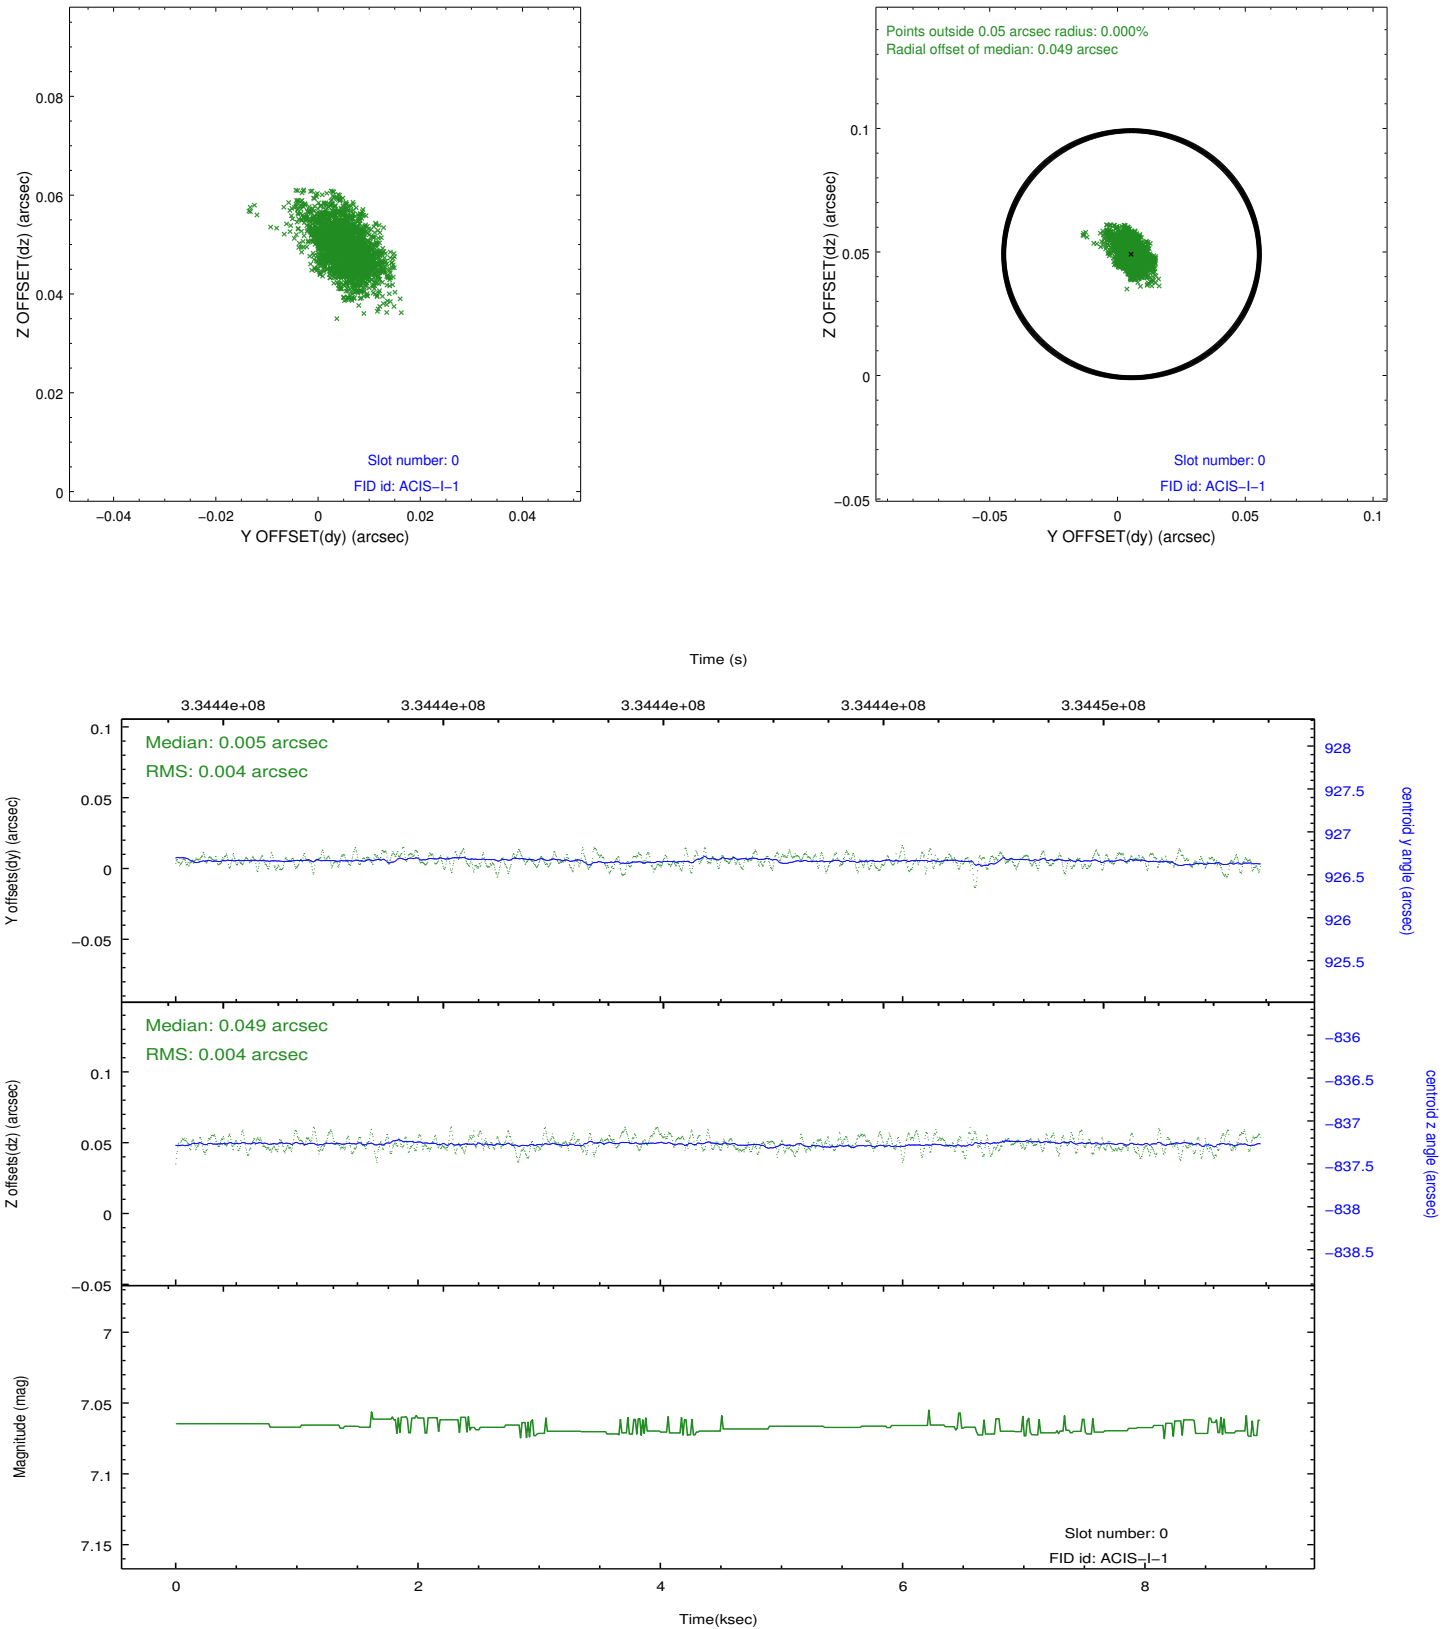 0.08
0.06
0.04
0.02
0
Z OFFSET(dz) (arcsec)
Slot number: 0
FID id: ACIS−I−1
−0.04
−0.02
0
0.02
0.04
Y OFFSET(dy) (arcsec)
Points outside 0.05 arcsec radius: 0.000%
Radial offset of median: 0.049 arcsec
0.1
0.05
0
−0.05
Z OFFSET(dz) (arcsec)
Slot number: 0
FID id: ACIS−I−1
−0.05
0
0.05
0.1
Y OFFSET(dy) (arcsec)
Time (s)
3.3444e+08
3.3444e+08
3.3444e+08
3.3444e+08
3.3445e+08
Median: 0.005 arcsec
RMS: 0.004 arcsec
0.1
0.05
0
−0.05
Y offsets(dy) (arcsec)
928
927.5
927
926.5
926
925.5
centroid y angle (arcsec)
Median: 0.049 arcsec
RMS: 0.004 arcsec
0.1
0.05
0
−0.05
Z offsets(dz) (arcsec)
−836
−836.5
−837
−837.5
−838
−838.5
centroid z angle (arcsec)
7
7.05
7.1
7.15
Magnitude (mag)
Slot number: 0
FID id: ACIS−I−1
0
2
4
6
8
Time(ksec)